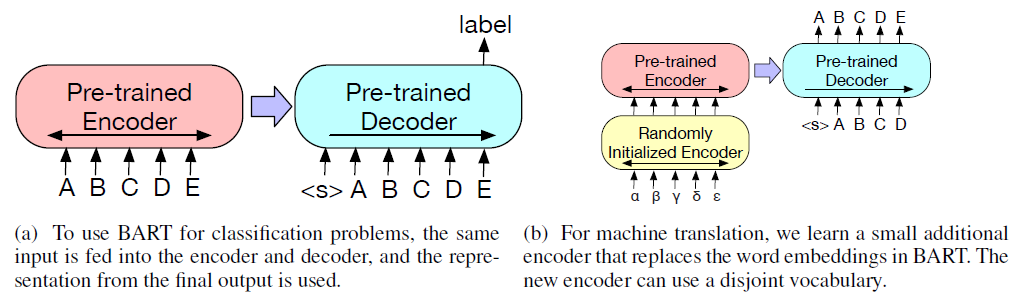 label
Pre-trained
Encoder
Pre-trained
Decoder
A B C D E
<s> A B C D E
(a) To use BART for classification problems, the same
input is fed into the encoder and decoder, and the repre-
sentation from the final output is used.
A B C D E
Pre-trained
Encoder
Pre-trained
Decoder
<s> A B C D
Randomly
Initialized Encoder
α β γ δ ε
(b) For machine translation, we learn a small additional
encoder that replaces the word embeddings in BART. The
new encoder can use a disjoint vocabulary.